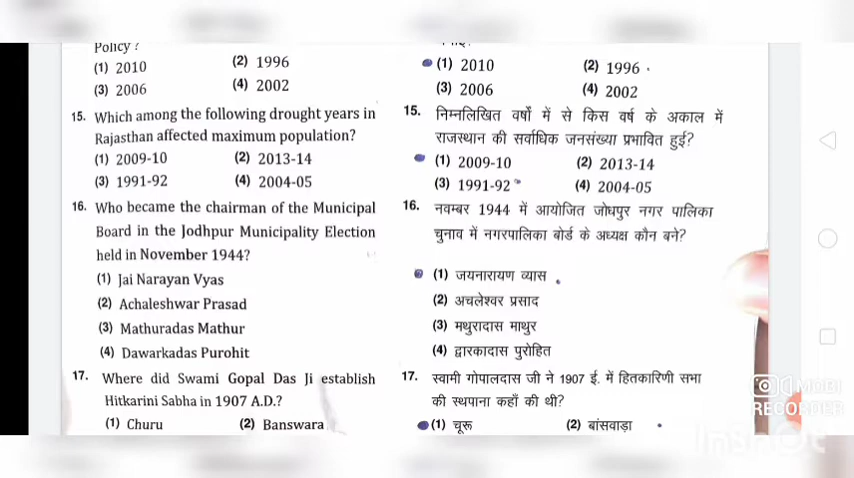 Policy ?
(1) 2010 (2) 1996
(3) 2006 (4) 2002
15. Which among the following drought years in
Rajasthan affected maximum population?
(1) 2009-10 (2) 2013-14
(3) 1991-92 (4) 2004-05
16. Who became the chairman of the Municipal
Board in the Jodhpur Municipality Election
held in November 1944?
(1) Jai Narayan Vyas
(2) Achaleshwar Prasad
(3) Mathuradas Mathur
(4) Dawarkadas Purohit
17. Where did Swami Gopal Das Ji establish
Hitkarini Sabha in 1907 A.D.?
(1) Churu (2) Banswara
(1) 2010 (2) 1996
(3) 2006 (4) 2002
15. निम्नलिखित वर्षों में से किस वर्ष के अकाल में
राजस्थान की सर्वाधिक जनसंख्या प्रभावित हुई?
(1) 2009-10 (2) 2013-14
(3) 1991-92 (4) 2004-05
16. नवम्बर 1944 में आयोजित जोधपुर नगर पालिका
चुनाव में नगरपालिका बोर्ड के अध्यक्ष कौन बने?
(1) जयनारायण व्यास
(2) अचलेश्वर प्रसाद
(3) मथुरादास माथुर
(4) द्वारकादास पुरोहित
17. स्वामी गोपालदास जी ने 1907 ई. में हितकारिणी सभा
की स्थपाना कहाँ की थी?
(1) चूरू (2) बांसवाड़ा
MOBI
RECORDER
InShOt